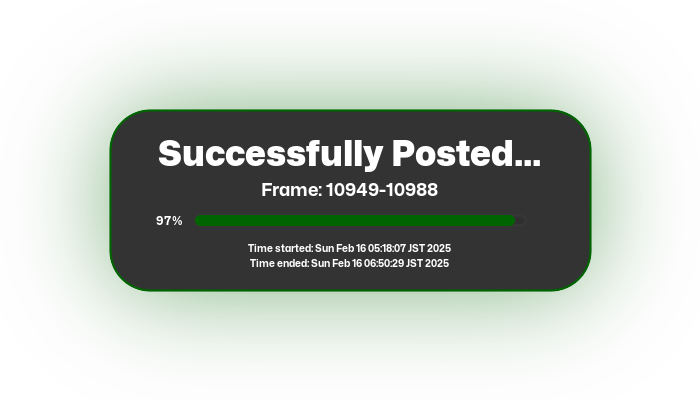 Successfully Posted...
Frame: 10949-10988
97%
Time started: Sun Feb 16 05:18:07 JST 2025
Time ended: Sun Feb 16 06:50:29 JST 2025